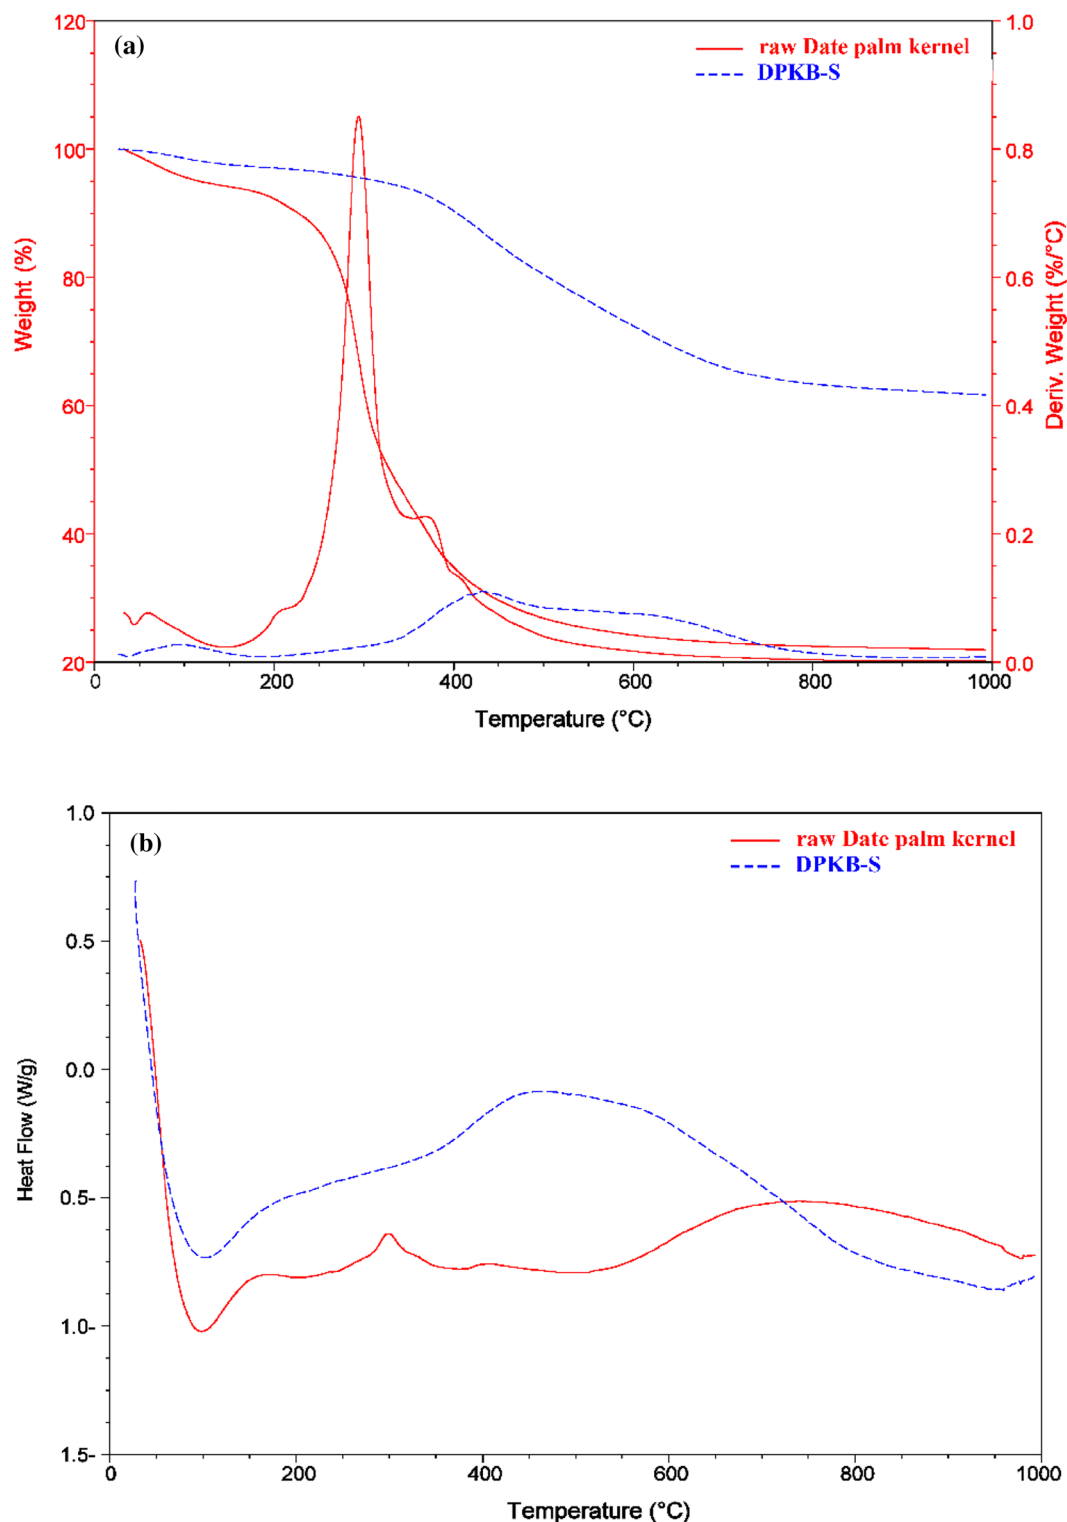 120
1.0
(a)
raw Date palm kernel
DPKB-S
100
0.8
80
0.6
Weight (%)
Deriv. Weight (%/°C)
60
0.4
40
0.2
20
0.0
0
200
400
600
800
1000
Temperature (°C)
1.0
(b)
raw Date palm kernel
DPKB-S
0.5
0.0
Heat Flow (W/g)
0.5-
1.0-
1.5-
0
200
400
600
800
1000
Temperature (°C)